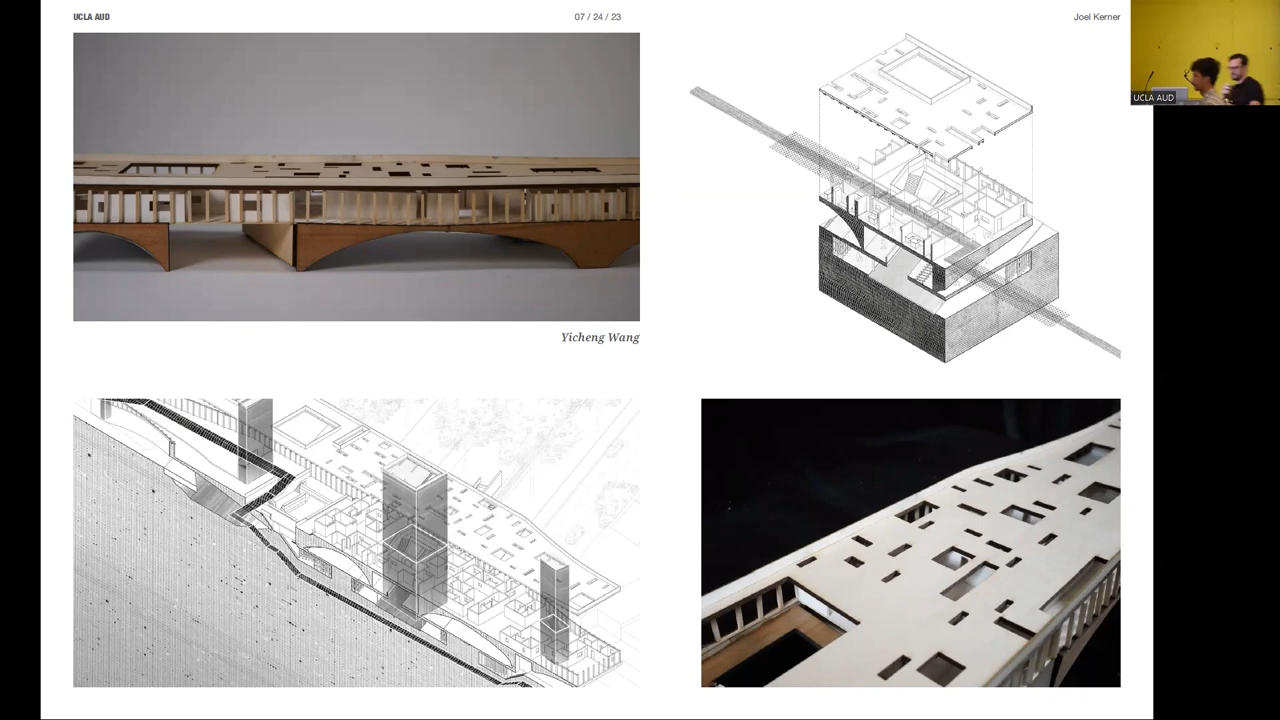 UCLA AUD
07 / 24 / 23
Joel Kerner
UCLA AUD
Yicheng Wang